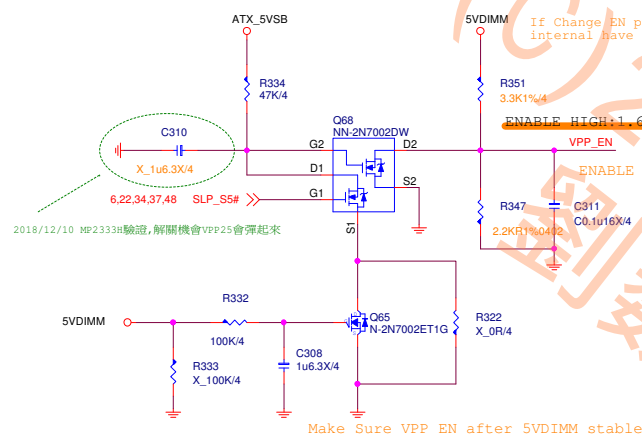 ATX_5VSB
5VDIMM
If Change EN p
internal have
R334
47K/4
R351
3.3K1%/4
Q68
NN-2N7002DW
ENABLE HIGH:1.6
C310
X_1u6.3X/4
G2
D2
VPP_EN
D1
ENABLE
S2
6,22,34,37,48
SLP_S5#
G1
S1
R347
2.2KR1%0402
C311
C0.1u16X/4
2018/12/10 MP2333H驗證,解關機會VPP25會彈起來
R332
5VDIMM
100K/4
Q65
N-2N7002ET1G
R322
X_0R/4
R333
X_100K/4
C308
1u6.3X/4
Make Sure VPP EN after 5VDIMM stable
(C)2
劉